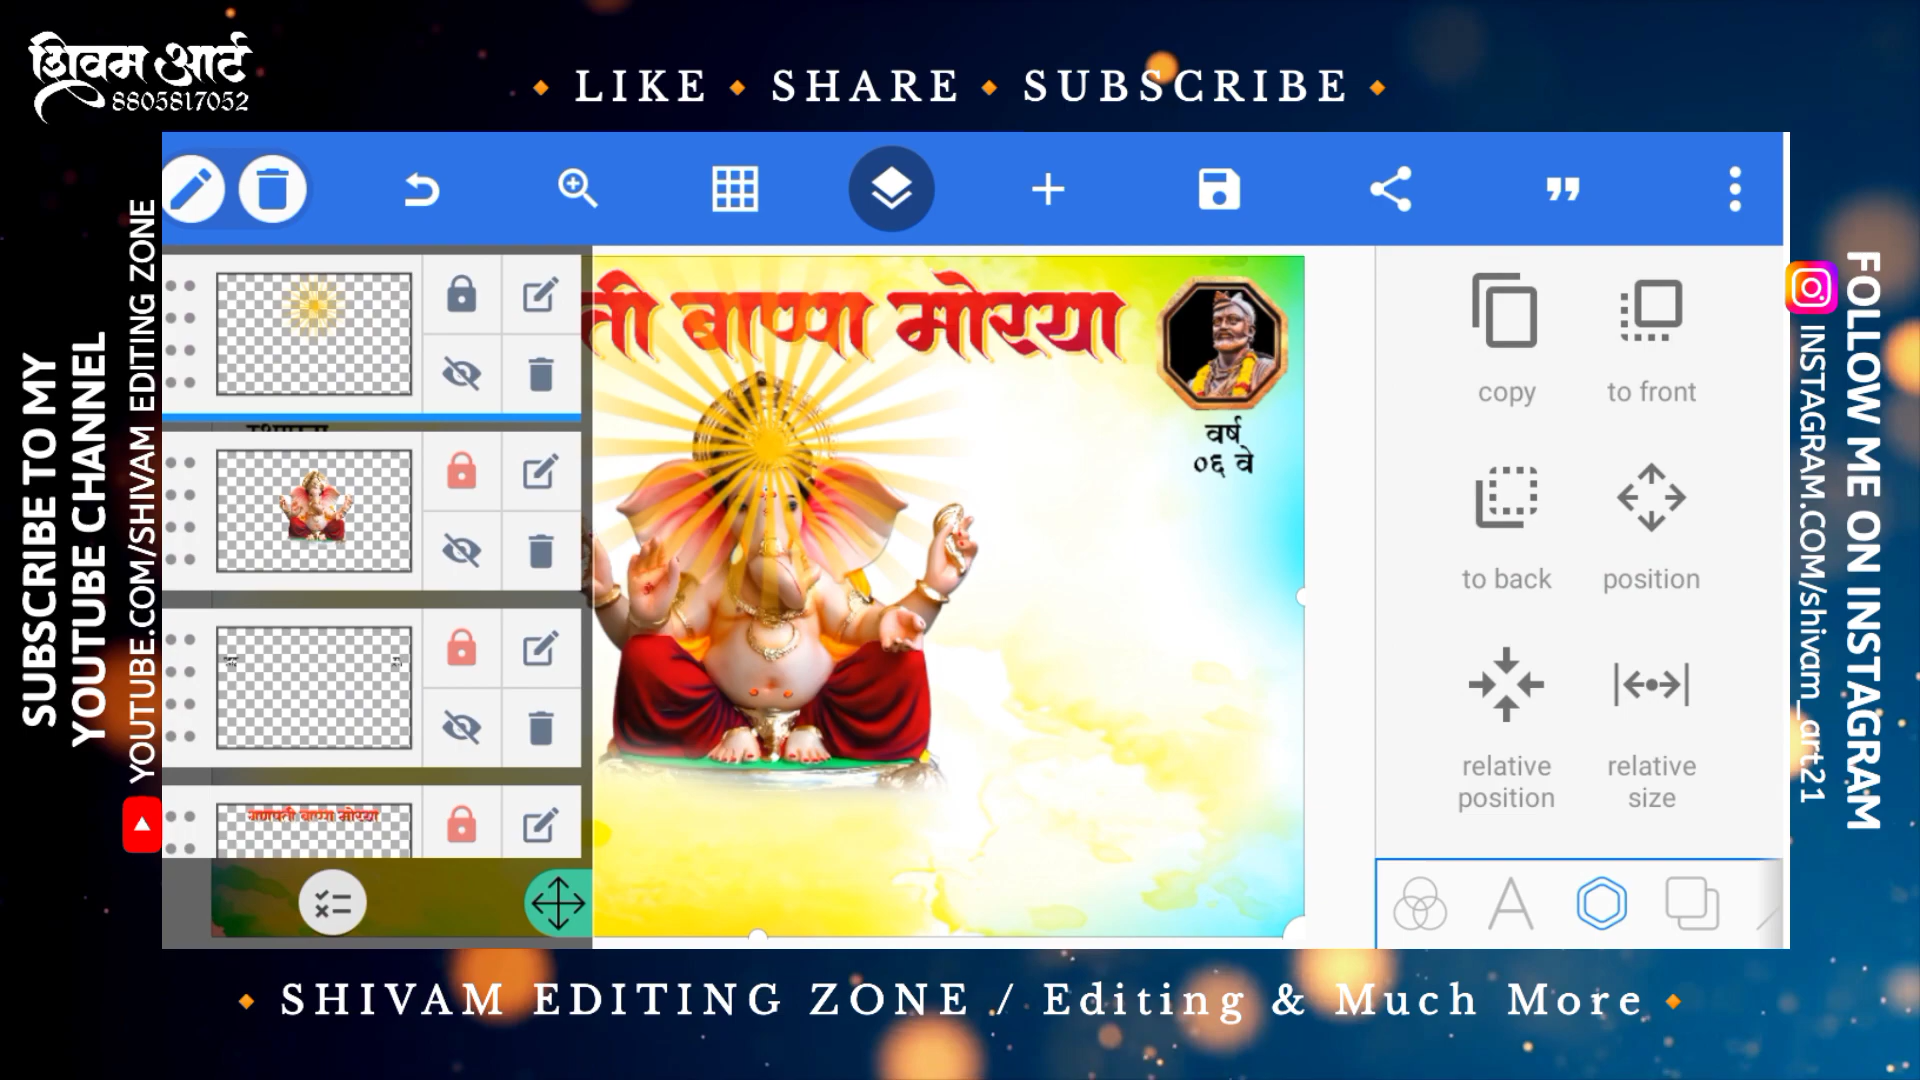 शिवम आर्ट
8805817052
LIKE SHARE SUBSCRIBE
SUBSCRIBE TO MY
YOUTUBE CHANNEL
YOUTUBE.COM/SHIVAM EDITING ZONE
ती बाप्पा मोरया
वर्ष
०६ वे
गणपती बाप्पा मोरया
copy
to front
to back
position
relative
position
relative
size
FOLLOW ME ON INSTAGRAM
INSTAGRAM.COM/shivam_art21
SHIVAM EDITING ZONE / Editing & Much More